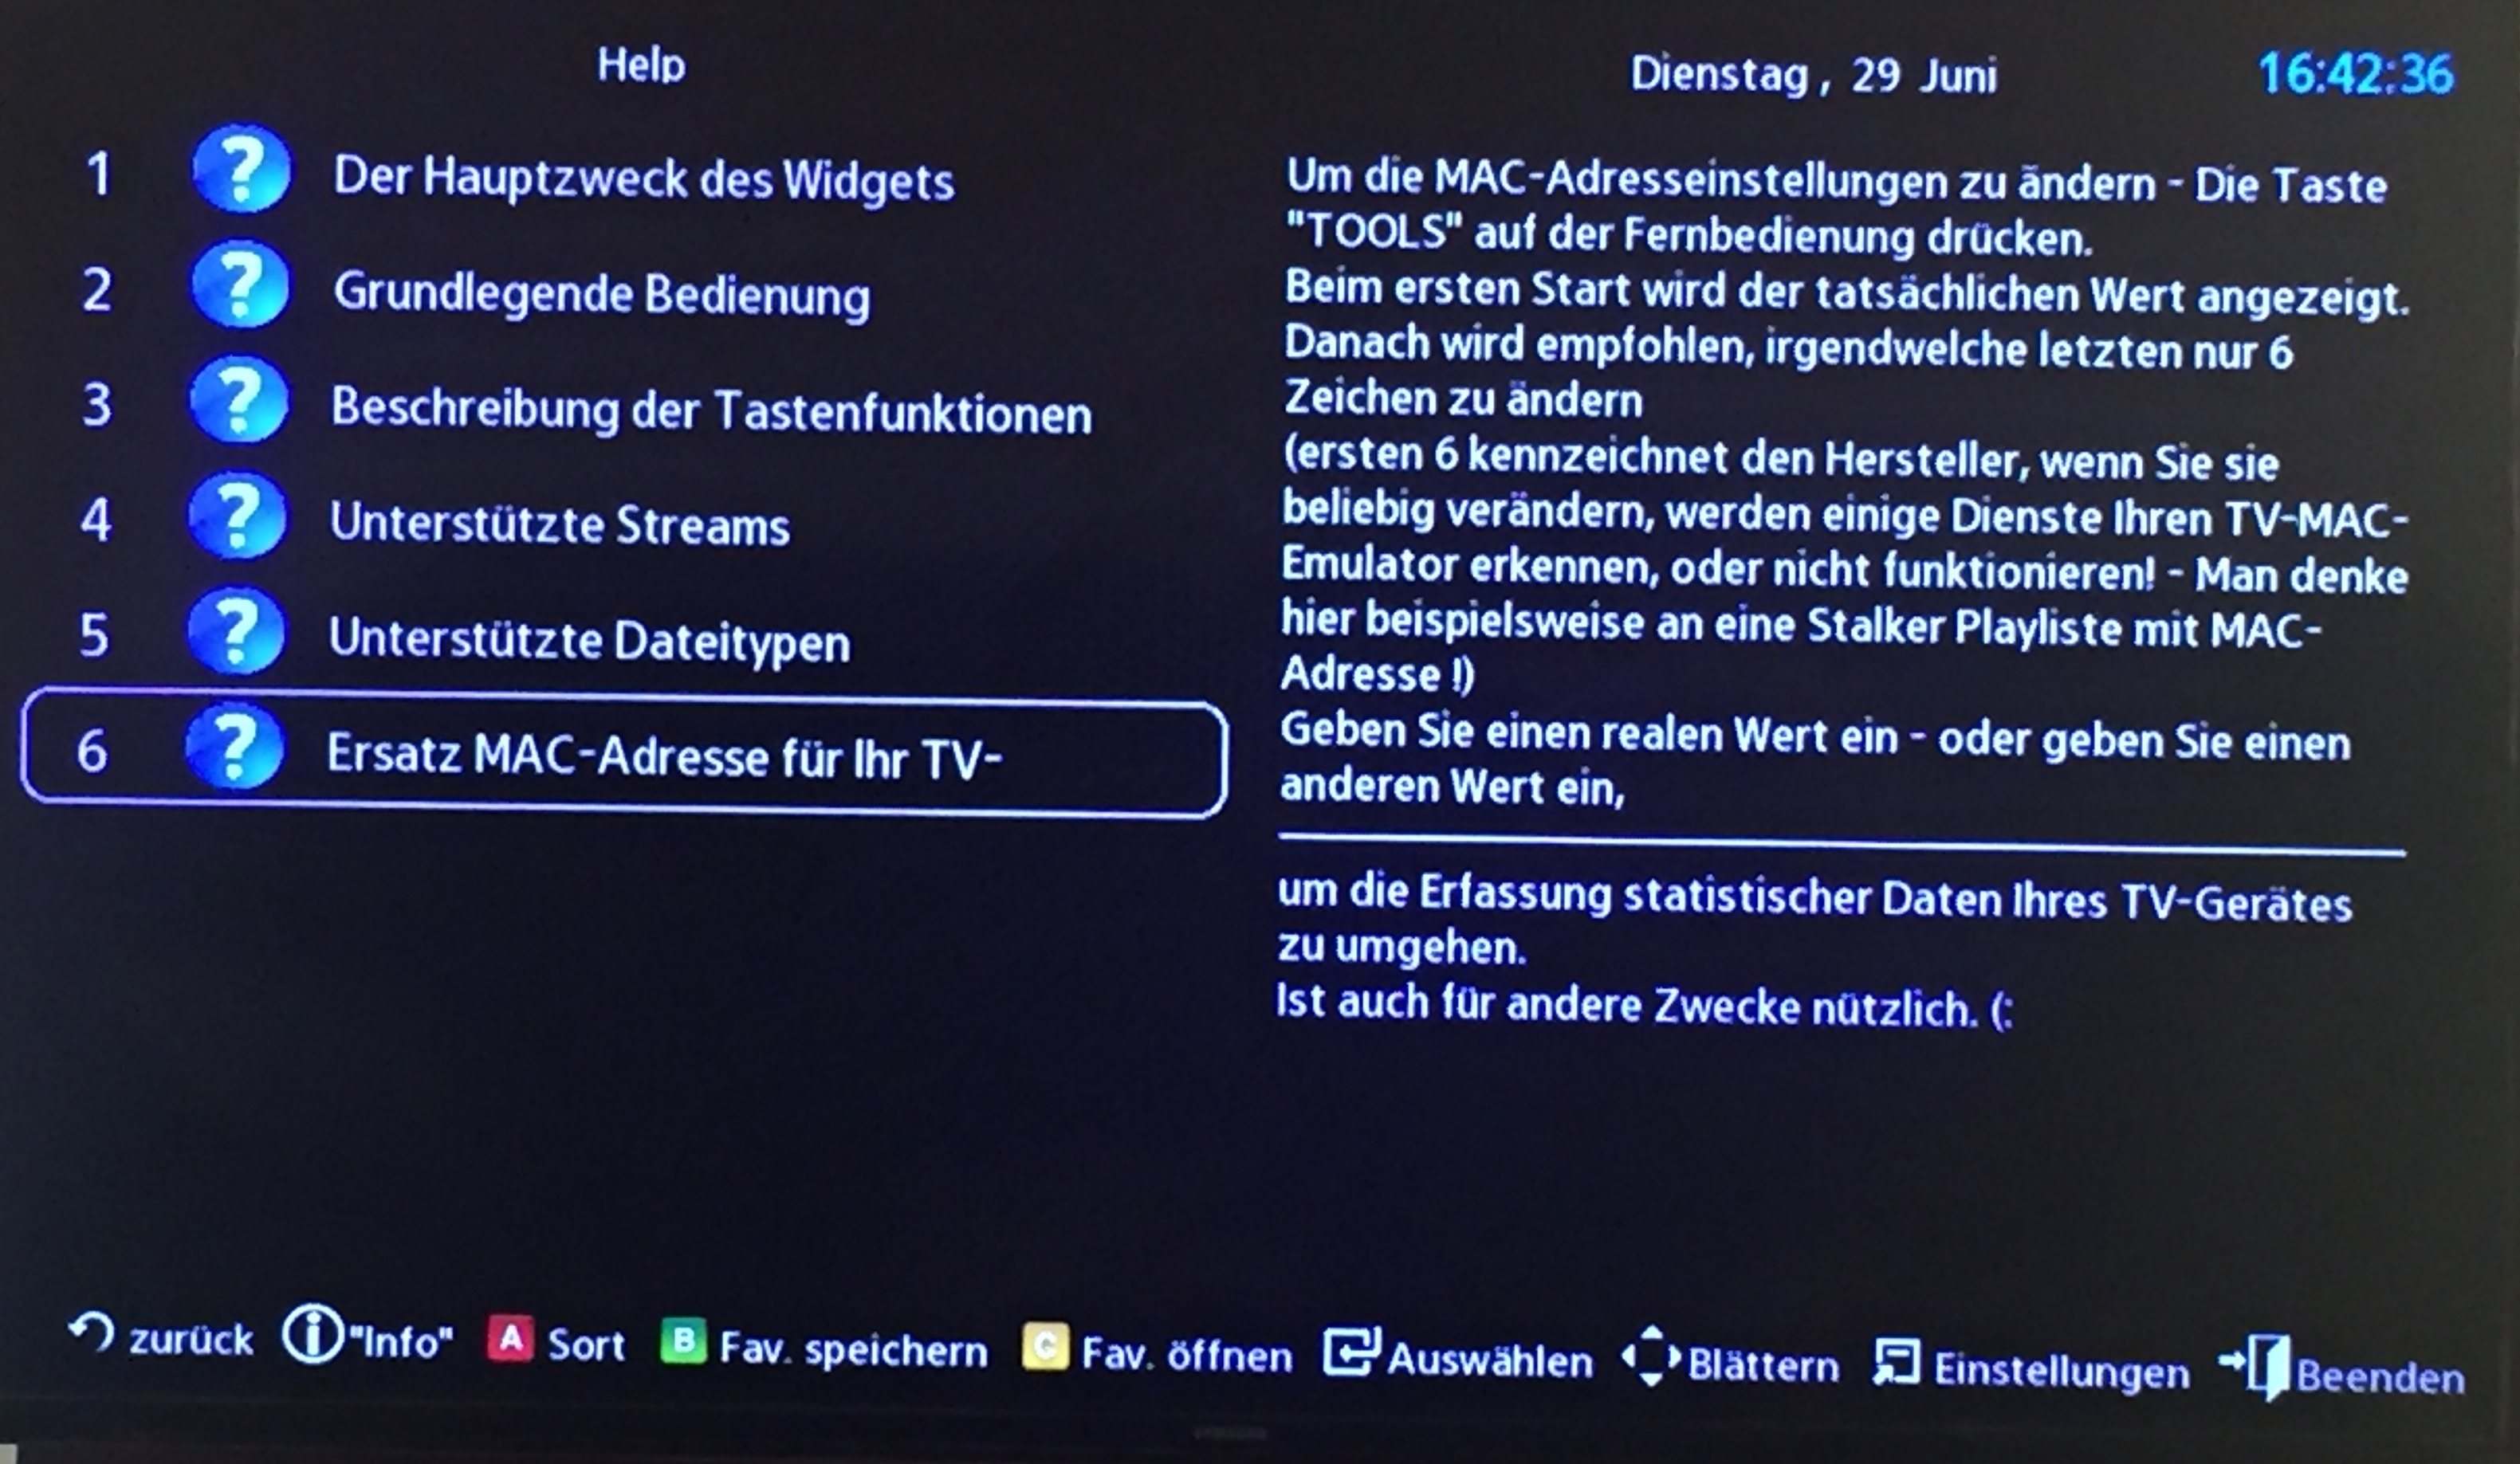 Help
Dienstag, 29 Juni
16:42:36
1 ? Der Hauptzweck des Widgets
2 ? Grundlegende Bedienung
3 ? Beschreibung der Tastenfunktionen
4 ? Unterstützte Streams
5 ? Unterstützte Dateitypen
6 ? Ersatz MAC-Adresse für Ihr TV-
Um die MAC-Adresseinstellungen zu ändern - Die Taste
"TOOLS" auf der Fernbedienung drücken.
Beim ersten Start wird der tatsächlichen Wert angezeigt.
Danach wird empfohlen, irgendwelche letzten nur 6
Zeichen zu ändern
(ersten 6 kennzeichnet den Hersteller, wenn Sie sie
beliebig verändern, werden einige Dienste Ihren TV-MAC-
Emulator erkennen, oder nicht funktionieren! - Man denke
hier beispielsweise an eine Stalker Playliste mit MAC-
Adresse !)
Geben Sie einen realen Wert ein - oder geben Sie einen
anderen Wert ein,
um die Erfassung statistischer Daten Ihres TV-Gerätes
zu umgehen.
Ist auch für andere Zwecke nützlich. (:
zurück i "Info" A Sort B Fav. speichern C Fav. öffnen Auswählen Blättern Einstellungen Beenden